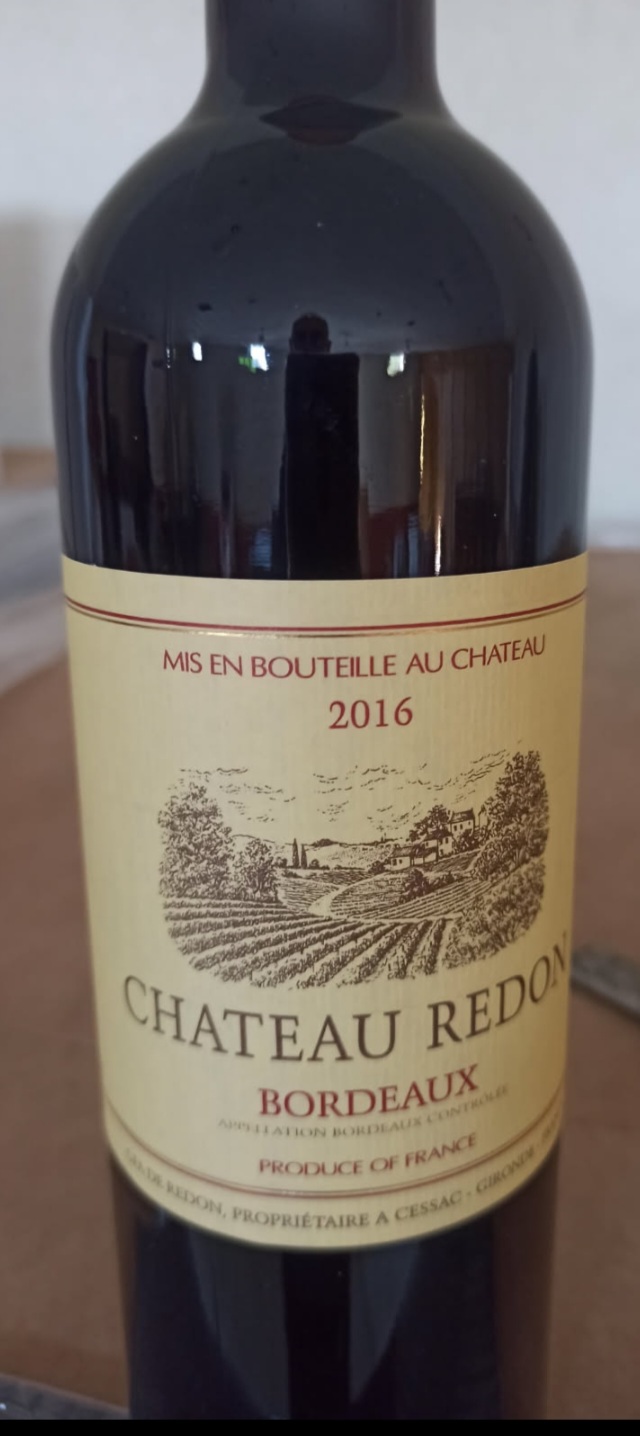 MIS EN BOUTEILLE AU CHATEAU
2016
CHATEAU REDON
BORDEAUX
APPELLATION BORDEAUX CONTRÔLÉE
PRODUCE OF FRANCE
DE REDON, PROPRIÉTAIRE A CESSAC - GIRONDE -